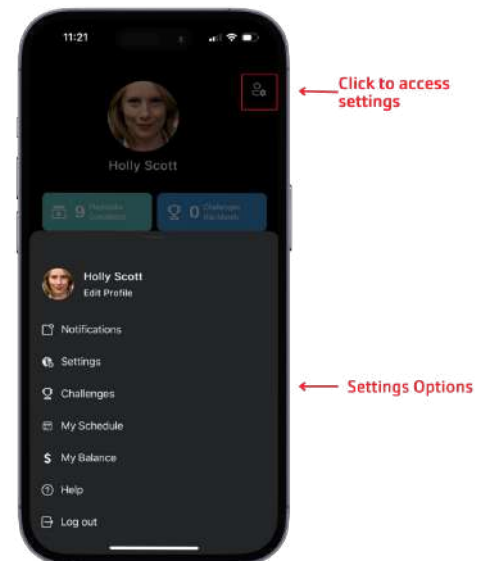 11:21
Click to access
settings
Holly Scott
9
0 Challenges
Holly Scott
Edit Profile
Notifications
Settings
Challenges
Settings Options
My Schedule
$ My Balance
Help
Log out